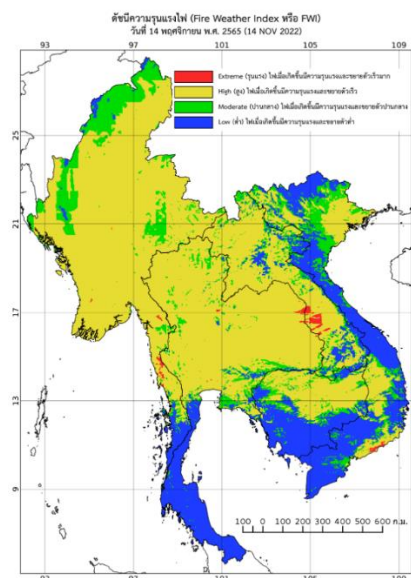 ดัชนีความรุนแรงไฟ (Fire Weather Index หรือ FWI)
วันที่ 14 พฤศจิกายน พ.ศ. 2565 (14 NOV 2022)
93 97 101 105 109
Extreme (รุนแรง) ไฟเมื่อเกิดขึ้นมีความรุนแรงและขยายตัวเร็วมาก
High (สูง) ไฟเมื่อเกิดขึ้นมีความรุนแรงและขยายตัวเร็ว
Moderate (ปานกลาง) ไฟเมื่อเกิดขึ้นมีความรุนแรงและขยายตัวปานกลาง
Low (ต่ำ) ไฟเมื่อเกิดขึ้นมีความรุนแรงและขยายตัวต่ำ
25
21
17
13
9
100 0 100 200 300 400 500 600 ก.ม.
93 97 101 105 109